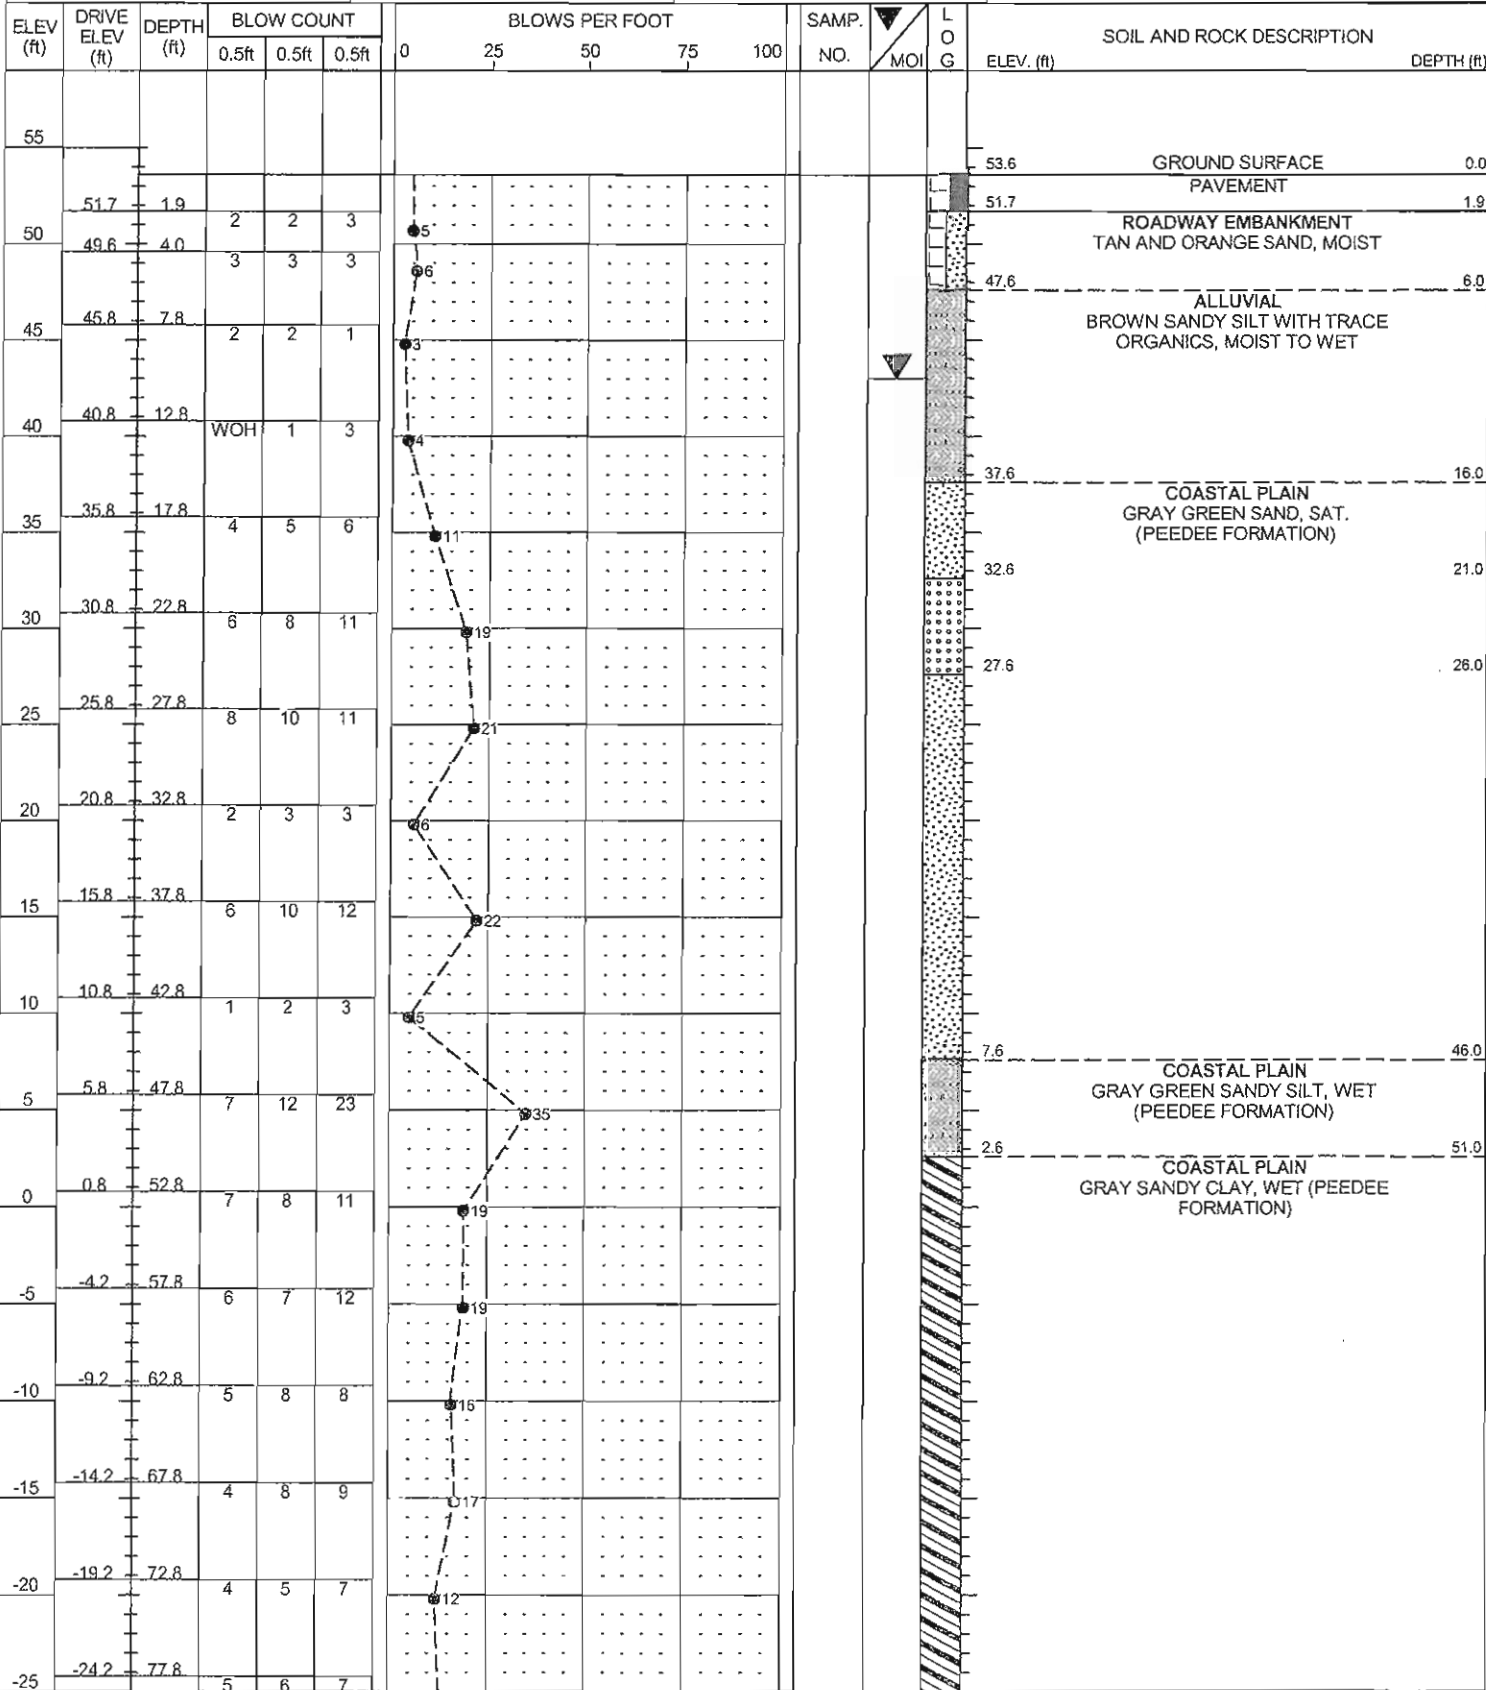 ELEV (ft) DRIVE ELEV (ft) DEPTH (ft) BLOW COUNT BLOWS PER FOOT SAMP. NO. MOI LOG SOIL AND ROCK DESCRIPTION
0.5ft 0.5ft 0.5ft 0 25 50 75 100 ELEV. (ft) DEPTH (ft)
55
53.6 GROUND SURFACE 0.0
PAVEMENT
51.7 1.9 51.7 1.9
2 2 3 5 ROADWAY EMBANKMENT
50 TAN AND ORANGE SAND, MOIST
49.6 4.0
3 3 3 6
47.6 6.0
ALLUVIAL
45.8 7.8 BROWN SANDY SILT WITH TRACE
45 2 2 1 3 ORGANICS, MOIST TO WET
40.8 12.8
40 WOH 1 3 4
37.6 16.0
COASTAL PLAIN
35.8 17.8 GRAY GREEN SAND, SAT.
35 4 5 6 11 (PEEDEE FORMATION)
32.6 21.0
30.8 22.8
30 6 8 11 19
27.6 26.0
25.8 27.8
25 8 10 11 21
20.8 32.8
20 2 3 3 6
15.8 37.8
15 6 10 12 22
10.8 42.8
10 1 2 3 5
7.6 46.0
COASTAL PLAIN
5.8 47.8 GRAY GREEN SANDY SILT, WET
5 7 12 23 35 (PEEDEE FORMATION)
2.6 51.0
COASTAL PLAIN
0.8 52.8 GRAY SANDY CLAY, WET (PEEDEE
0 7 8 11 19 FORMATION)
-4.2 57.8
-5 6 7 12 19
-9.2 62.8
-10 5 8 8 16
-14.2 67.8
-15 4 8 9 17
-19.2 72.8
-20 4 5 7 12
-24.2 77.8
-25 5 6 7